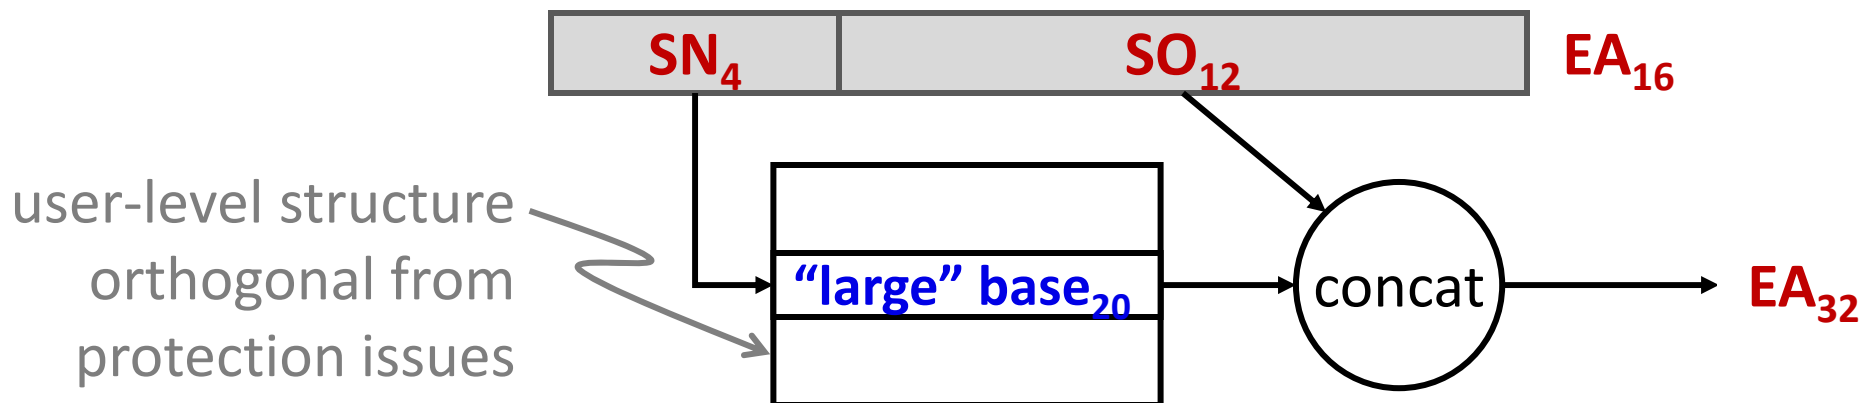 SN4 SO12 EA16
user-level structure
orthogonal from
protection issues
“large” base20
concat
EA32